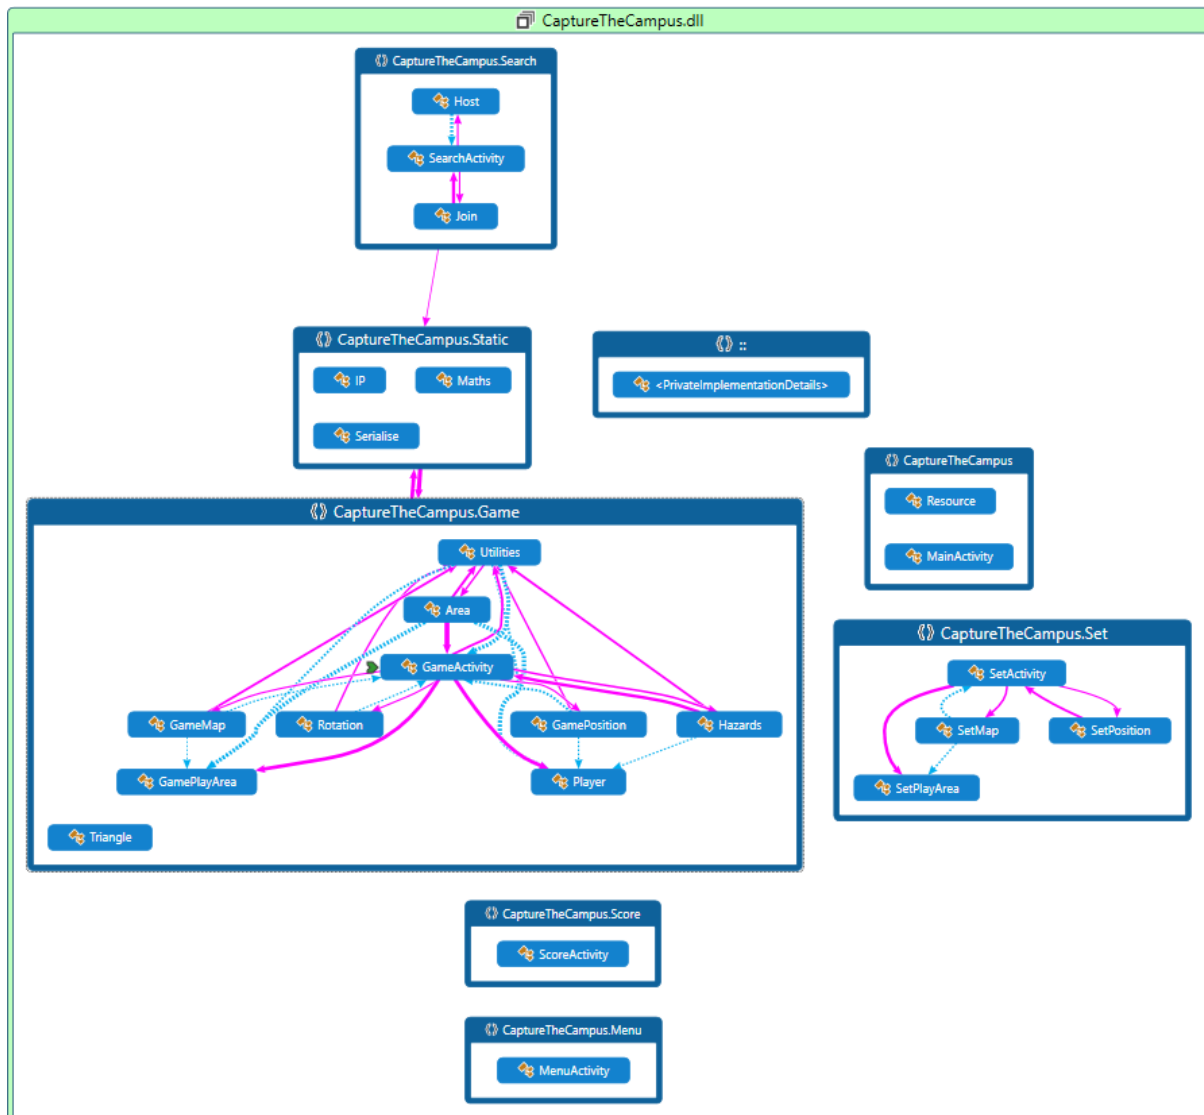 CaptureTheCampus.dll
CaptureTheCampus.Search
Host
SearchActivity
Join
CaptureTheCampus.Static
IP
Maths
Serialise
::
<PrivateImplementationDetails>
CaptureTheCampus
Resource
MainActivity
CaptureTheCampus.Game
Utilities
Area
GameActivity
GameMap
Rotation
GamePosition
Hazards
GamePlayArea
Player
Triangle
CaptureTheCampus.Set
SetActivity
SetMap
SetPosition
SetPlayArea
CaptureTheCampus.Score
ScoreActivity
CaptureTheCampus.Menu
MenuActivity